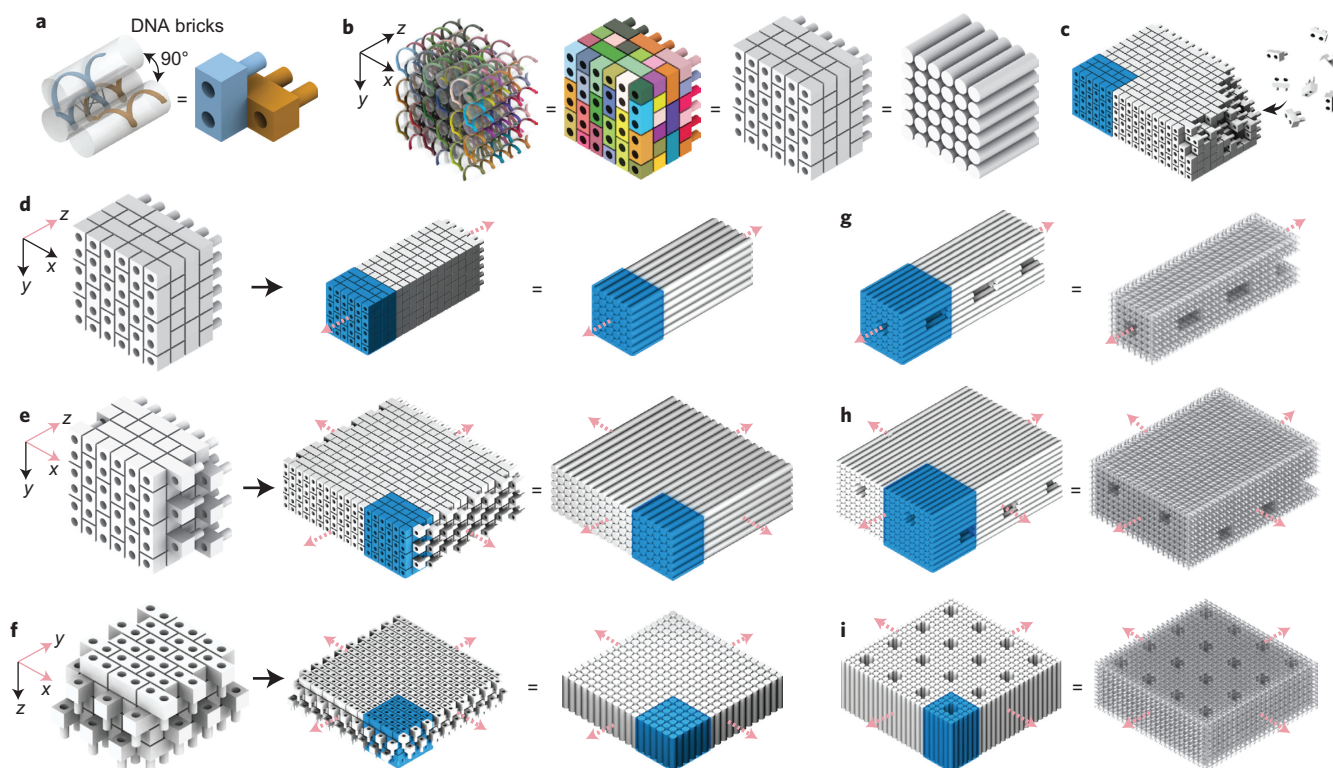 a
DNA bricks
90°
=
b
z
x
y
=
=
=
c
d
z
x
y
=
g
=
e
z
x
y
=
h
=
f
y
x
z
=
i
=